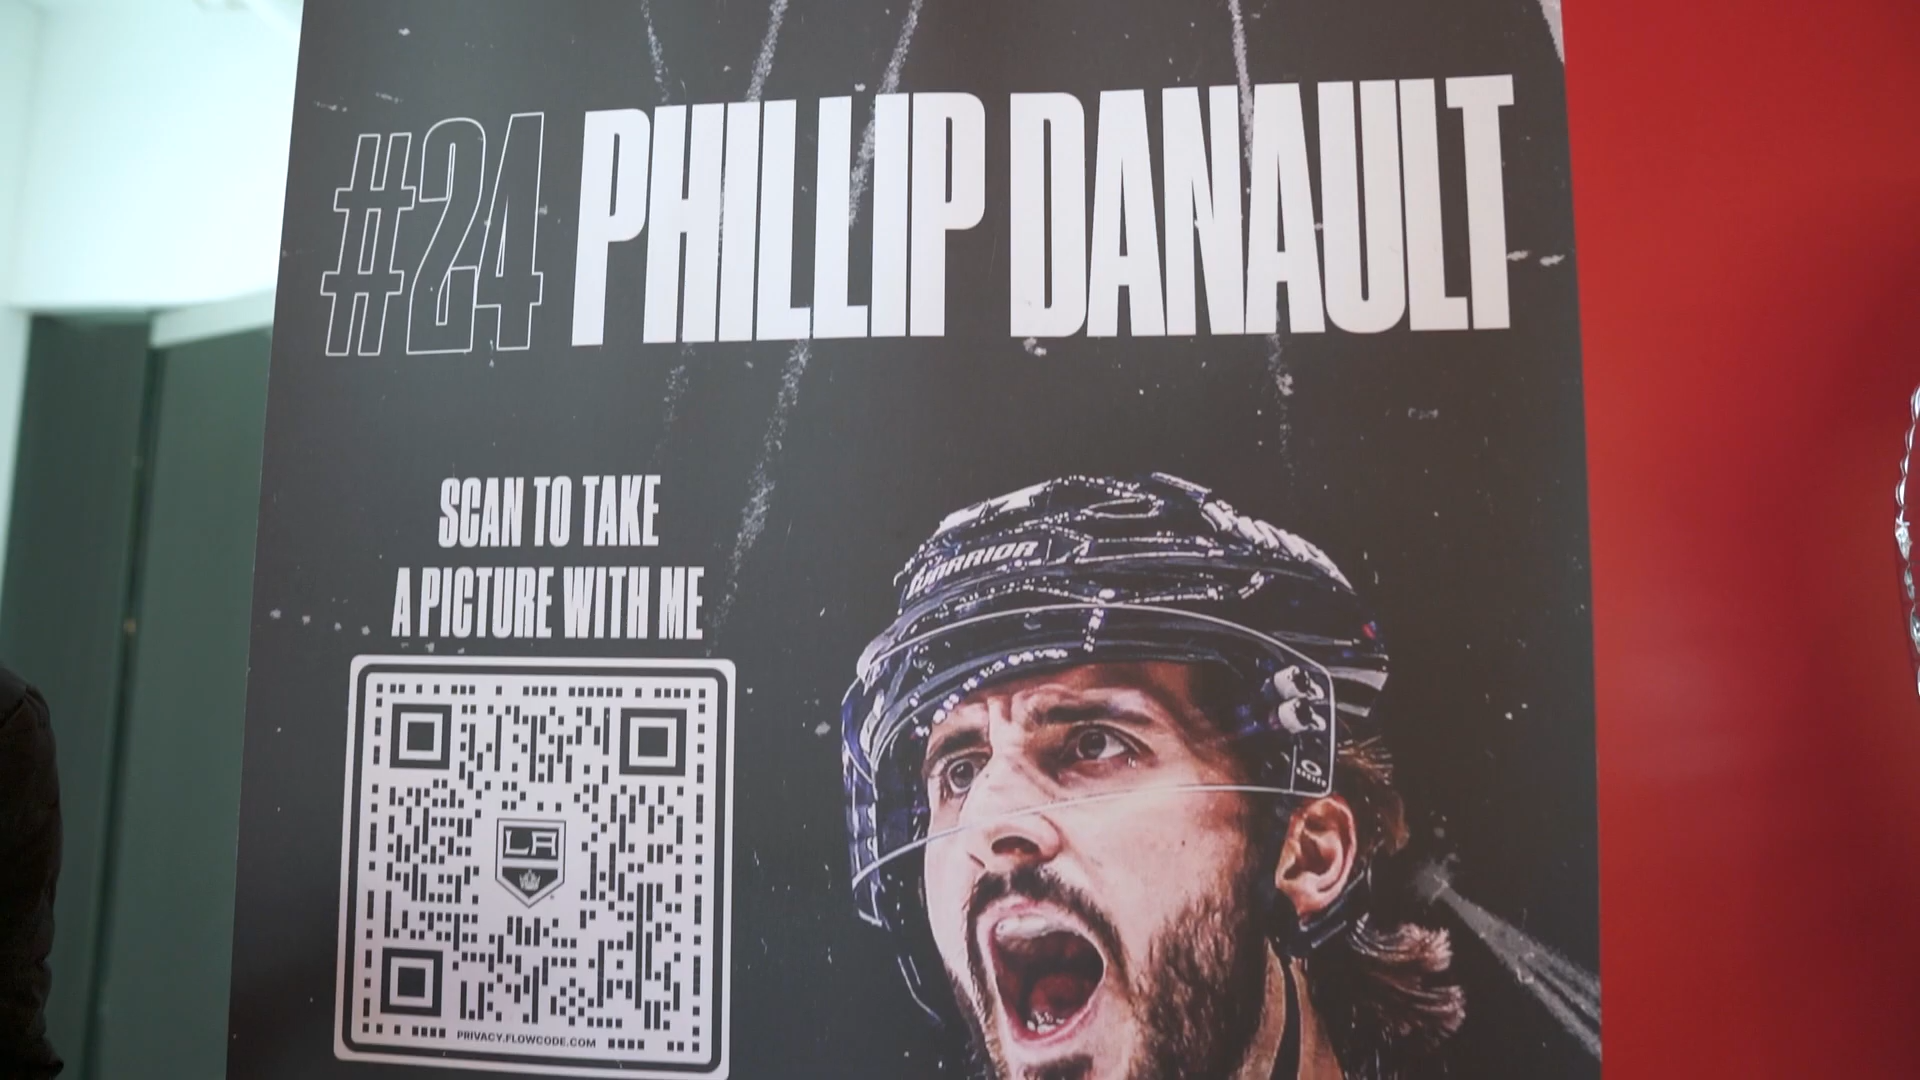 #24 PHILLIP DANAULT
SCAN TO TAKE
A PICTURE WITH ME
WARRIOR
LA
PRIVACY.FLOWCODE.COM